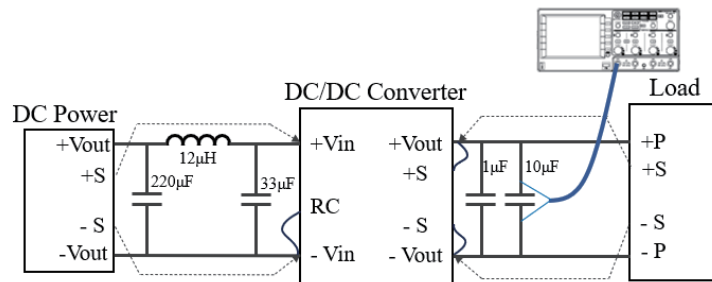 DC Power
DC/DC Converter
Load
+Vout
12μH
+Vin
+Vout
+P
+S
220μF
33μF
+S
1μF
10μF
+S
RC
- S
- S
- S
-Vout
- Vin
- Vout
- P